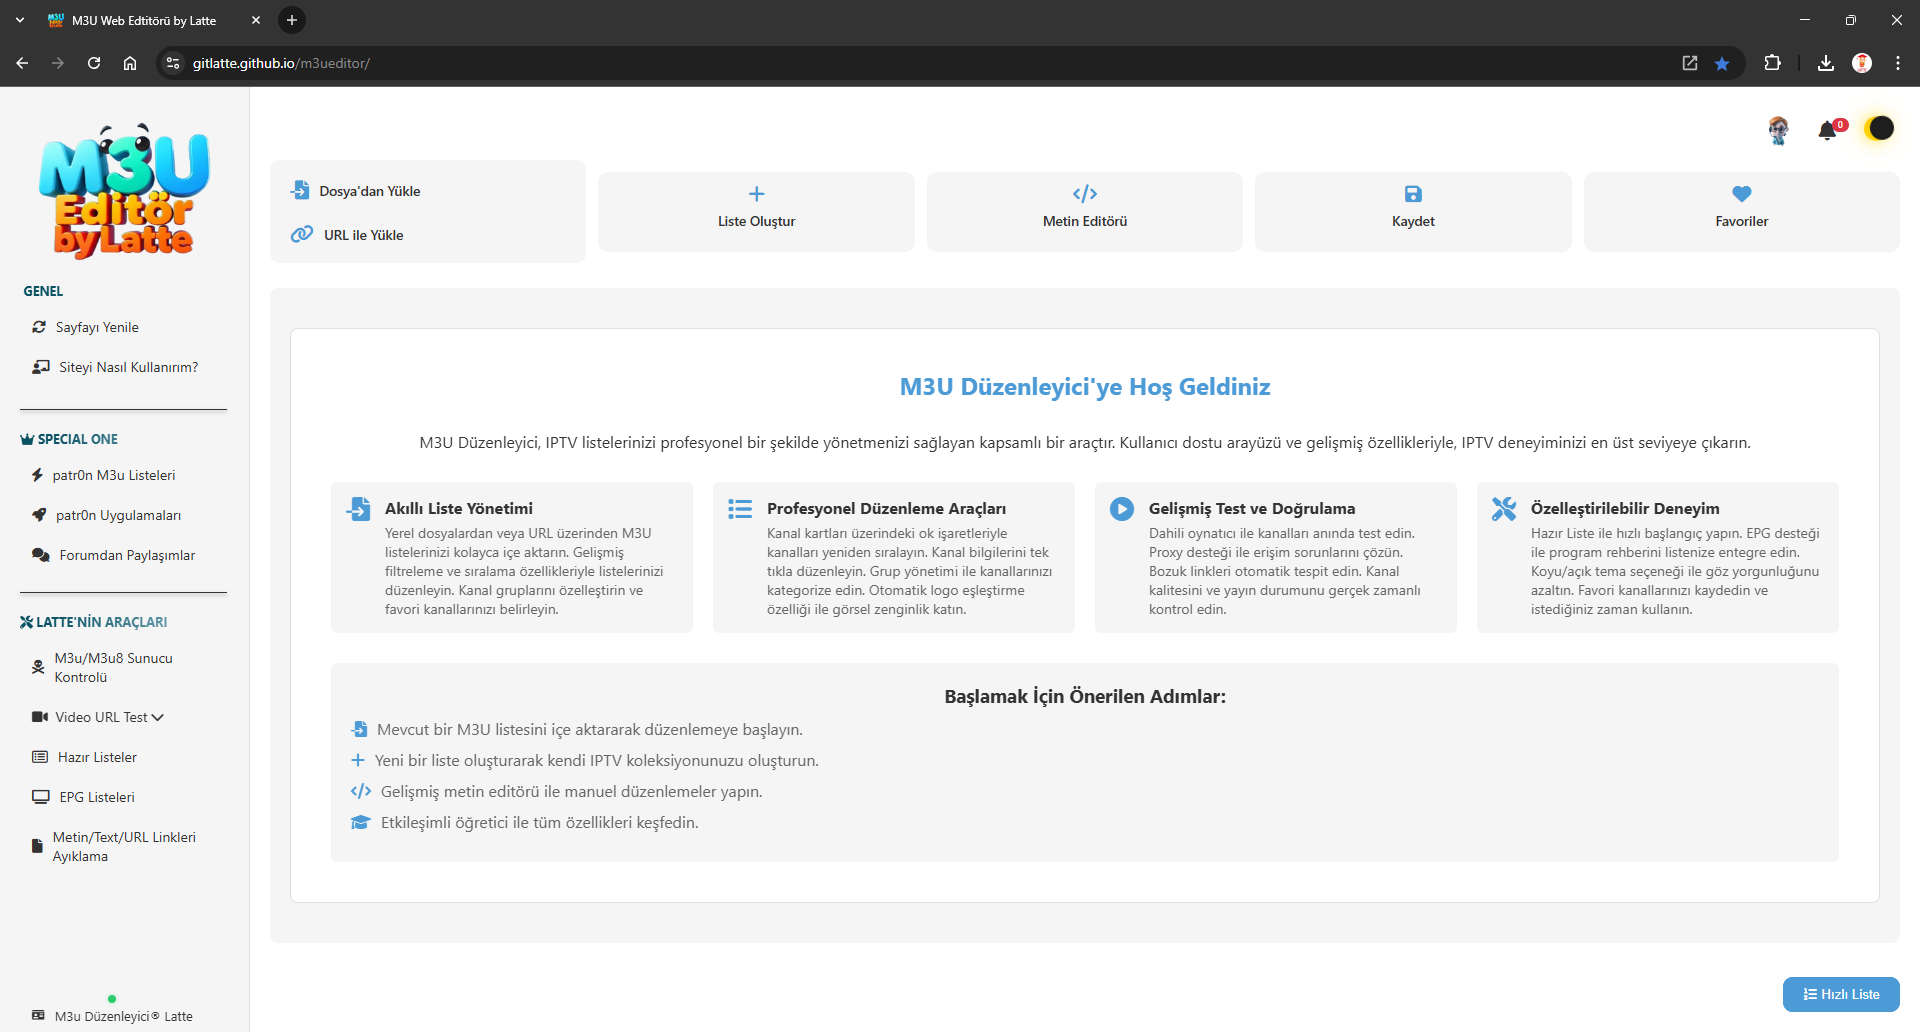 M3U Web Edtitörü by Latte
gitlatte.github.io/m3ueditor/
M3U
Editör
by Latte
GENEL
Sayfayı Yenile
Siteyi Nasıl Kullanırım?
SPECIAL ONE
patr0n M3u Listeleri
patr0n Uygulamaları
Forumdan Paylaşımlar
LATTE'NİN ARAÇLARI
M3u/M3u8 Sunucu
Kontrolü
Video URL Test
Hazır Listeler
EPG Listeleri
Metin/Text/URL Linkleri
Ayıklama
M3u Düzenleyici® Latte
0
Dosya'dan Yükle
URL ile Yükle
Liste Oluştur
Metin Editörü
Kaydet
Favoriler
M3U Düzenleyici'ye Hoş Geldiniz
M3U Düzenleyici, IPTV listelerinizi profesyonel bir şekilde yönetmenizi sağlayan kapsamlı bir araçtır. Kullanıcı dostu arayüzü ve gelişmiş özellikleriyle, IPTV deneyiminizi en üst seviyeye çıkarın.
Akıllı Liste Yönetimi
Yerel dosyalardan veya URL üzerinden M3U
listelerinizi kolayca içe aktarın. Gelişmiş
filtreleme ve sıralama özellikleriyle listelerinizi
düzenleyin. Kanal gruplarını özelleştirin ve
favori kanallarınızı belirleyin.
Profesyonel Düzenleme Araçları
Kanal kartları üzerindeki ok işaretleriyle
kanalları yeniden sıralayın. Kanal bilgilerini tek
tıkla düzenleyin. Grup yönetimi ile kanallarınızı
kategorize edin. Otomatik logo eşleştirme
özelliği ile görsel zenginlik katın.
Gelişmiş Test ve Doğrulama
Dahili oynatıcı ile kanalları anında test edin.
Proxy desteği ile erişim sorunlarını çözün.
Bozuk linkleri otomatik tespit edin. Kanal
kalitesini ve yayın durumunu gerçek zamanlı
kontrol edin.
Özelleştirilebilir Deneyim
Hazır Liste ile hızlı başlangıç yapın. EPG desteği
ile program rehberini listenize entegre edin.
Koyu/açık tema seçeneği ile göz yorgunluğunu
azaltın. Favori kanallarınızı kaydedin ve
istediğiniz zaman kullanın.
Başlamak İçin Önerilen Adımlar:
Mevcut bir M3U listesini içe aktararak düzenlemeye başlayın.
Yeni bir liste oluşturarak kendi IPTV koleksiyonunuzu oluşturun.
Gelişmiş metin editörü ile manuel düzenlemeler yapın.
Etkileşimli öğretici ile tüm özellikleri keşfedin.
Hızlı Liste